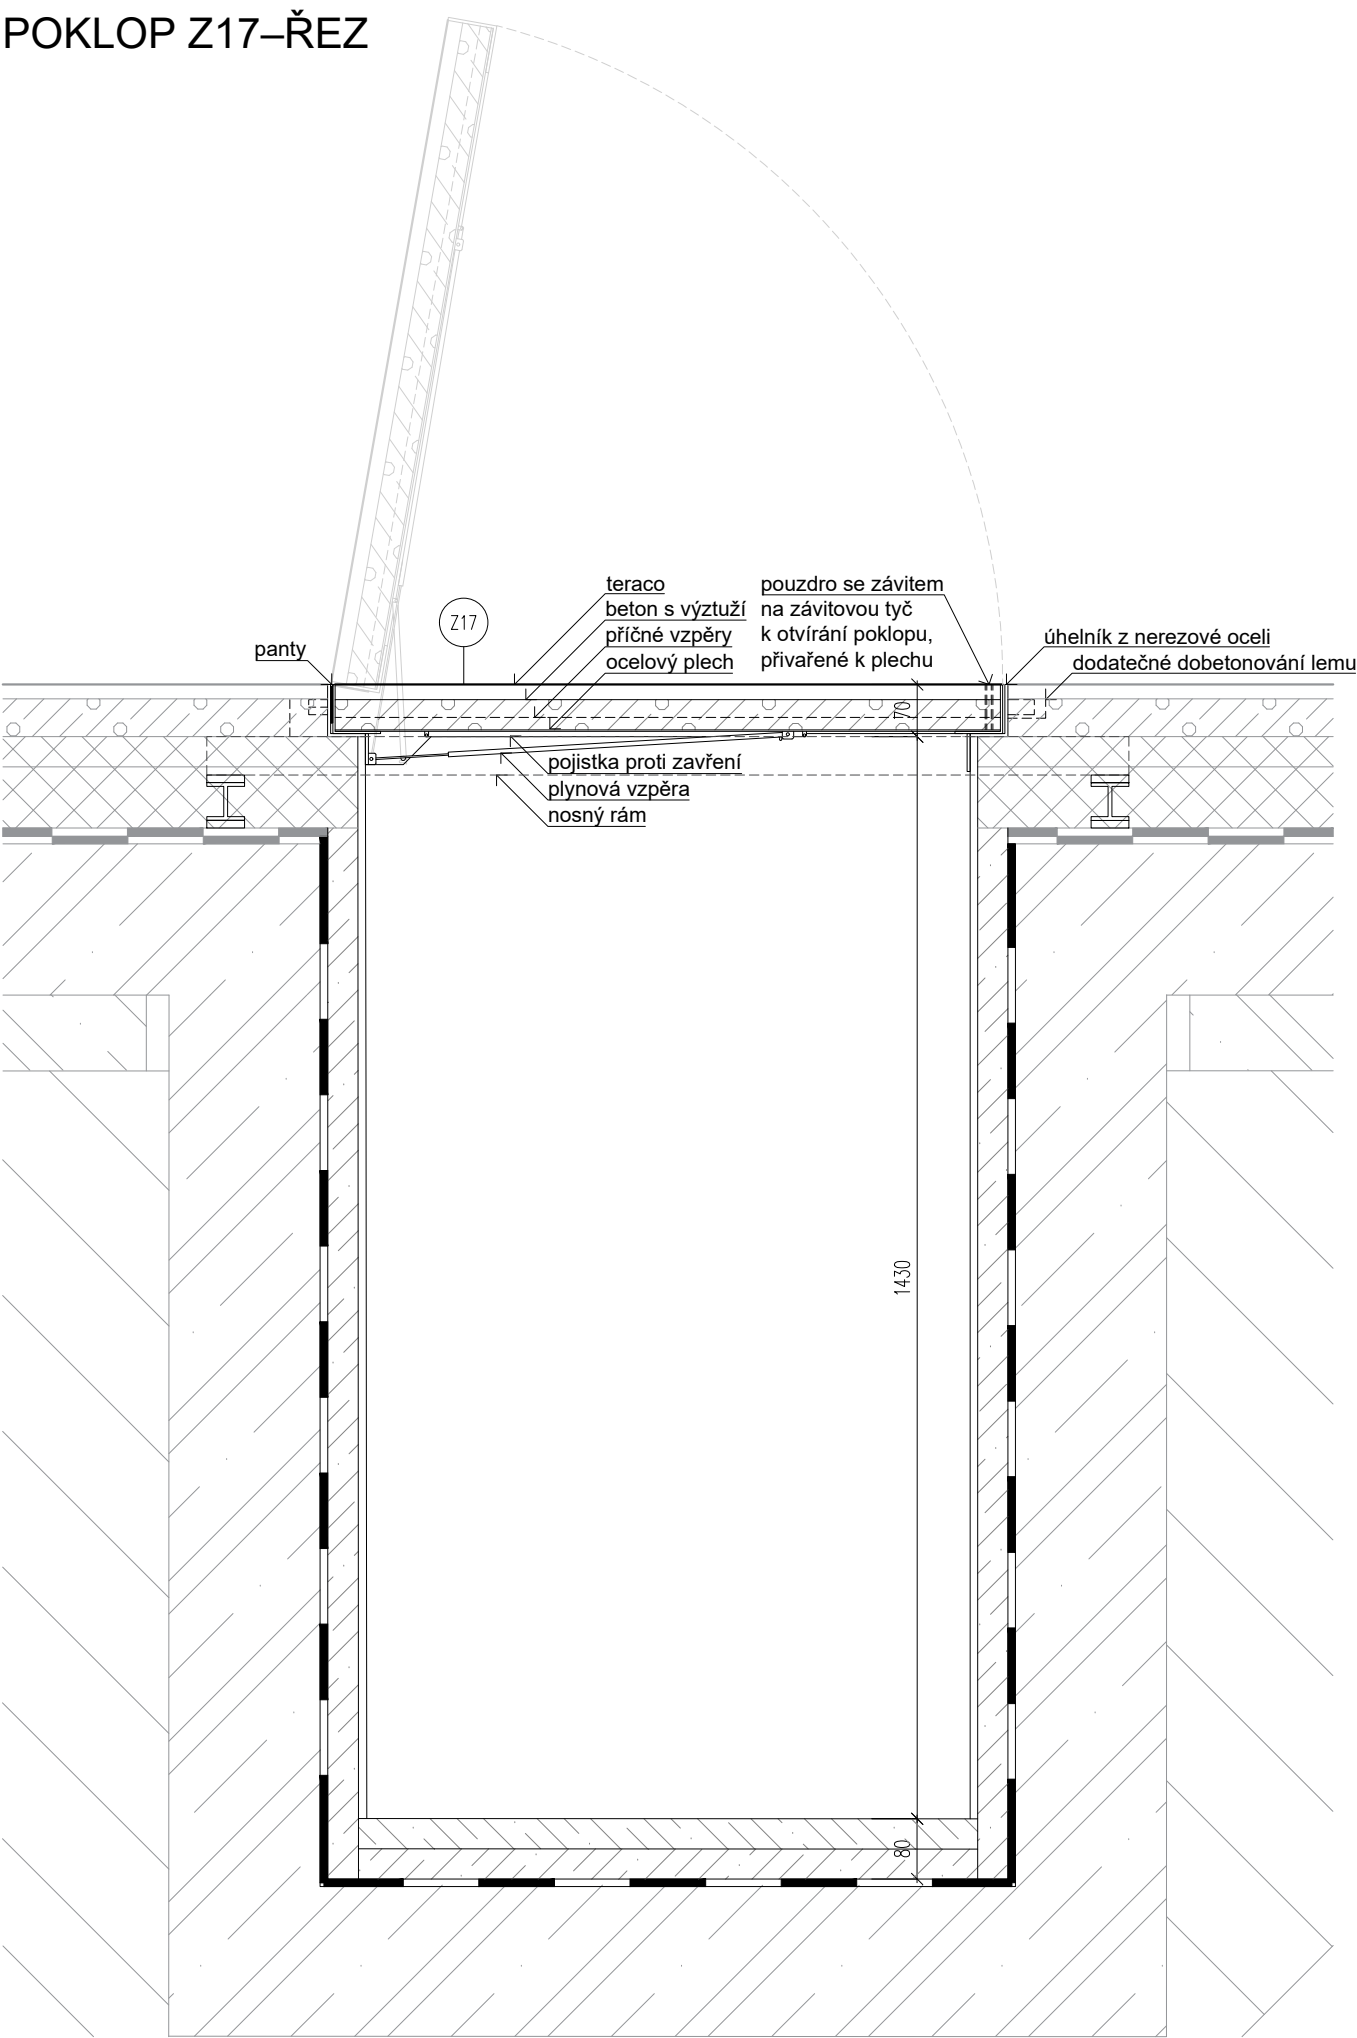 POKLOP Z17–ŘEZ
teraco
beton s výztuží
příčné vzpěry
ocelový plech
pouzdro se závitem
na závitovou tyč
k otvírání poklopu,
přivařené k plechu
Z17
panty
úhelník z nerezové oceli
dodatečné dobetonování lemu
70
pojistka proti zavření
plynová vzpěra
nosný rám
1430
80